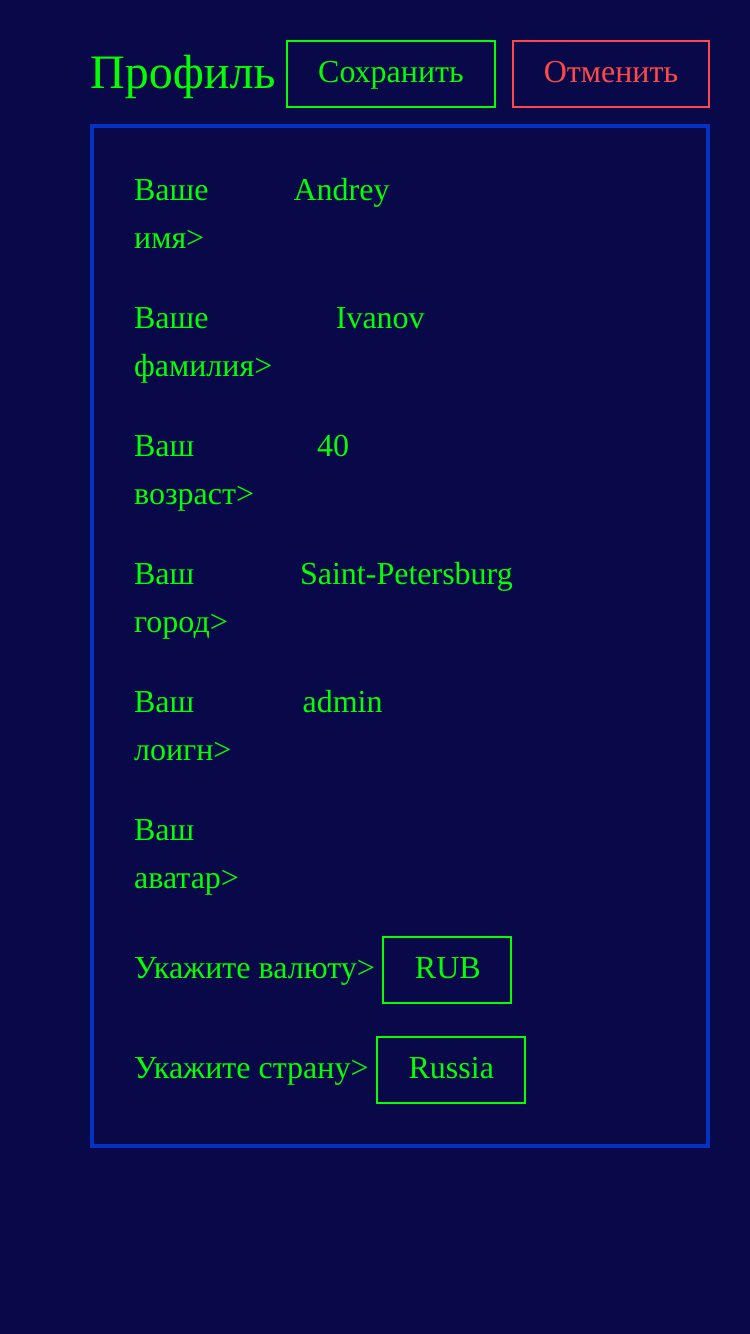 Профиль Сохранить Отменить
Ваше Andrey
имя>
Ваше Ivanov
фамилия>
Ваш 40
возраст>
Ваш Saint-Petersburg
город>
Ваш admin
лоигн>
Ваш
аватар>
Укажите валюту> RUB
Укажите страну> Russia